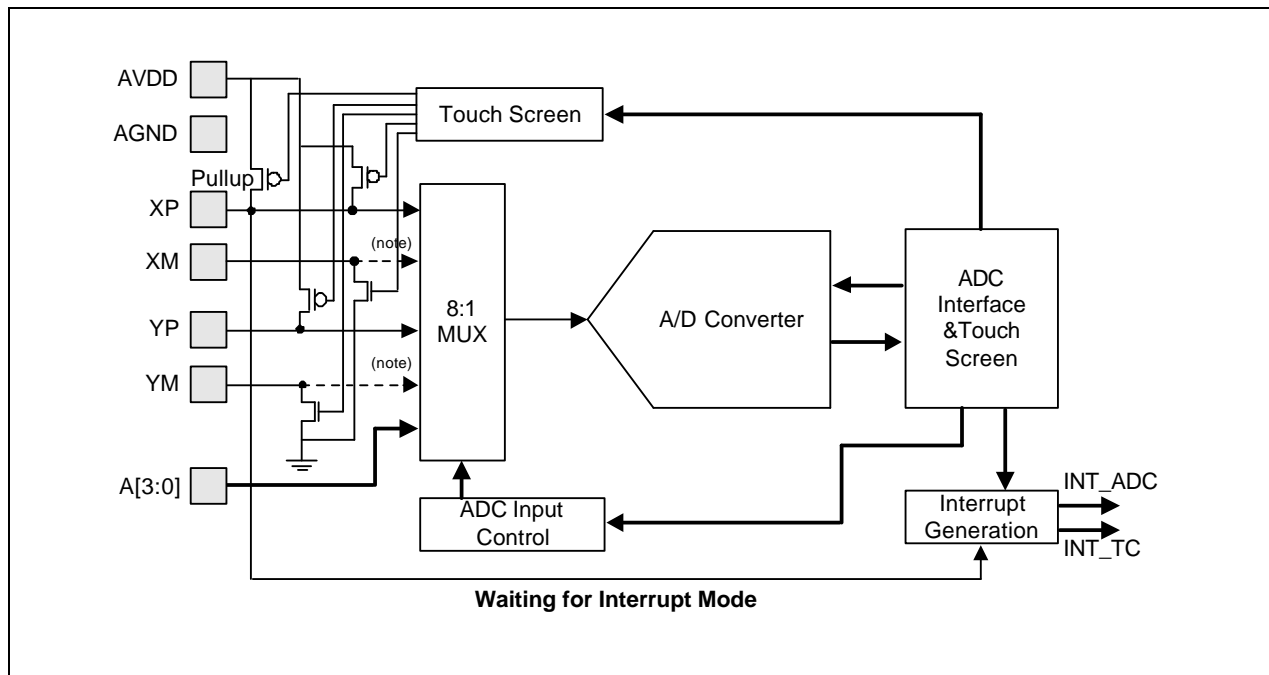 AVDD
AGND
Pullup
XP
XM
YP
YM
A[3:0]
Touch Screen
(note)
(note)
8:1
MUX
A/D Converter
ADC
Interface
&Touch
Screen
ADC Input
Control
Interrupt
Generation
INT_ADC
INT_TC
Waiting for Interrupt Mode